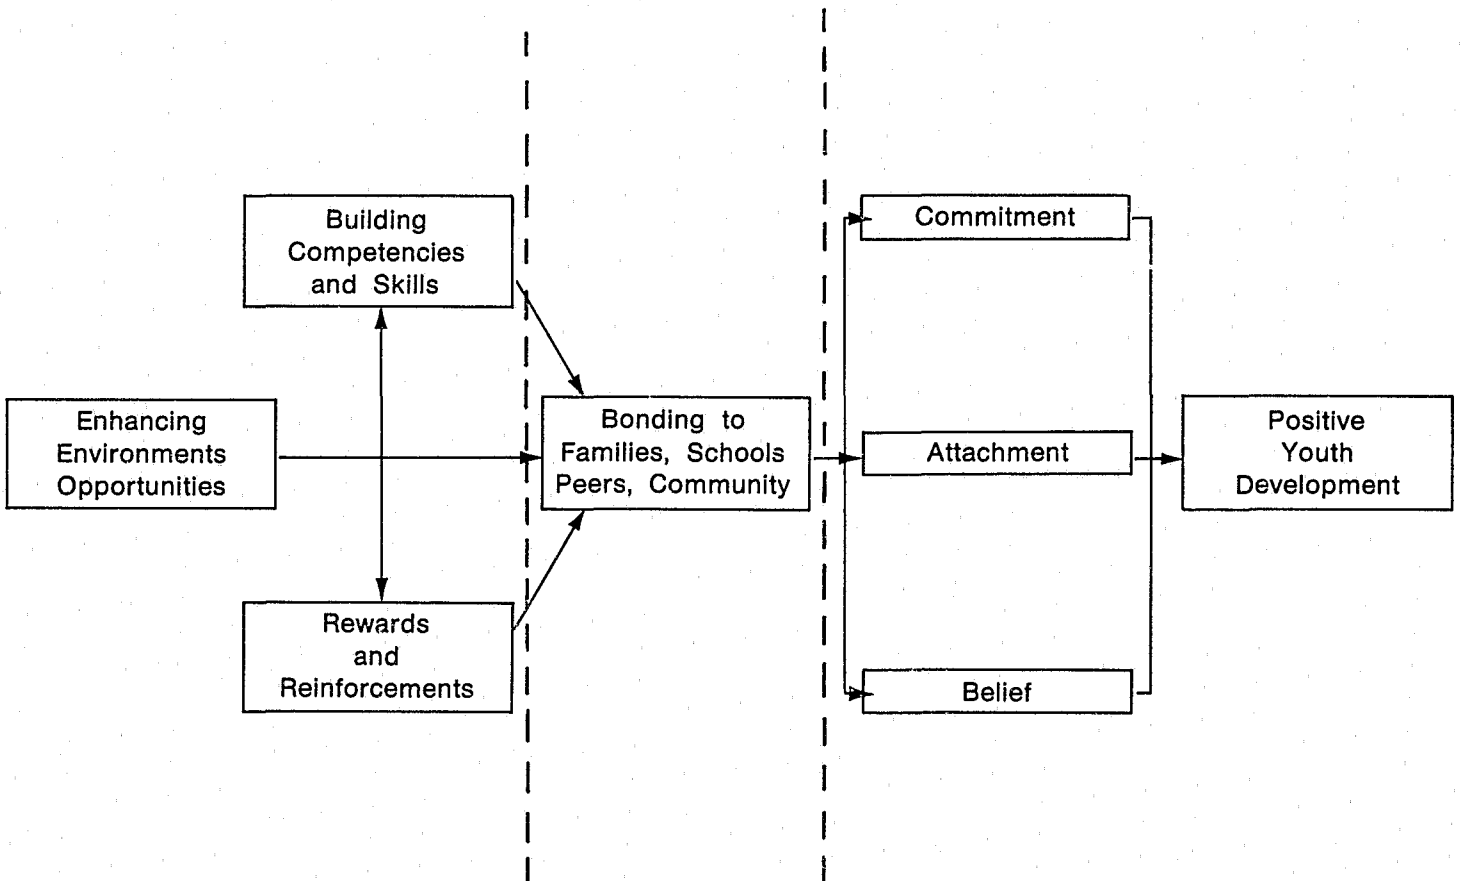 Building
Competencies
and Skills
Enhancing
Environments
Opportunities
Rewards
and
Reinforcements
Bonding to
Families, Schools
Peers, Community
Commitment
Attachment
Belief
Positive
Youth
Development